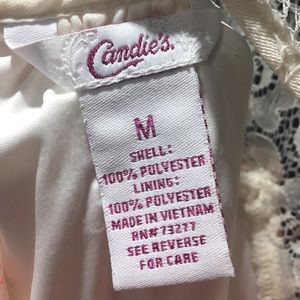 Candie's.
M
SHELL:
100% POLYESTER
LINING:
100% POLYESTER
MADE IN VIETNAM
RN#73277
SEE REVERSE
FOR CARE